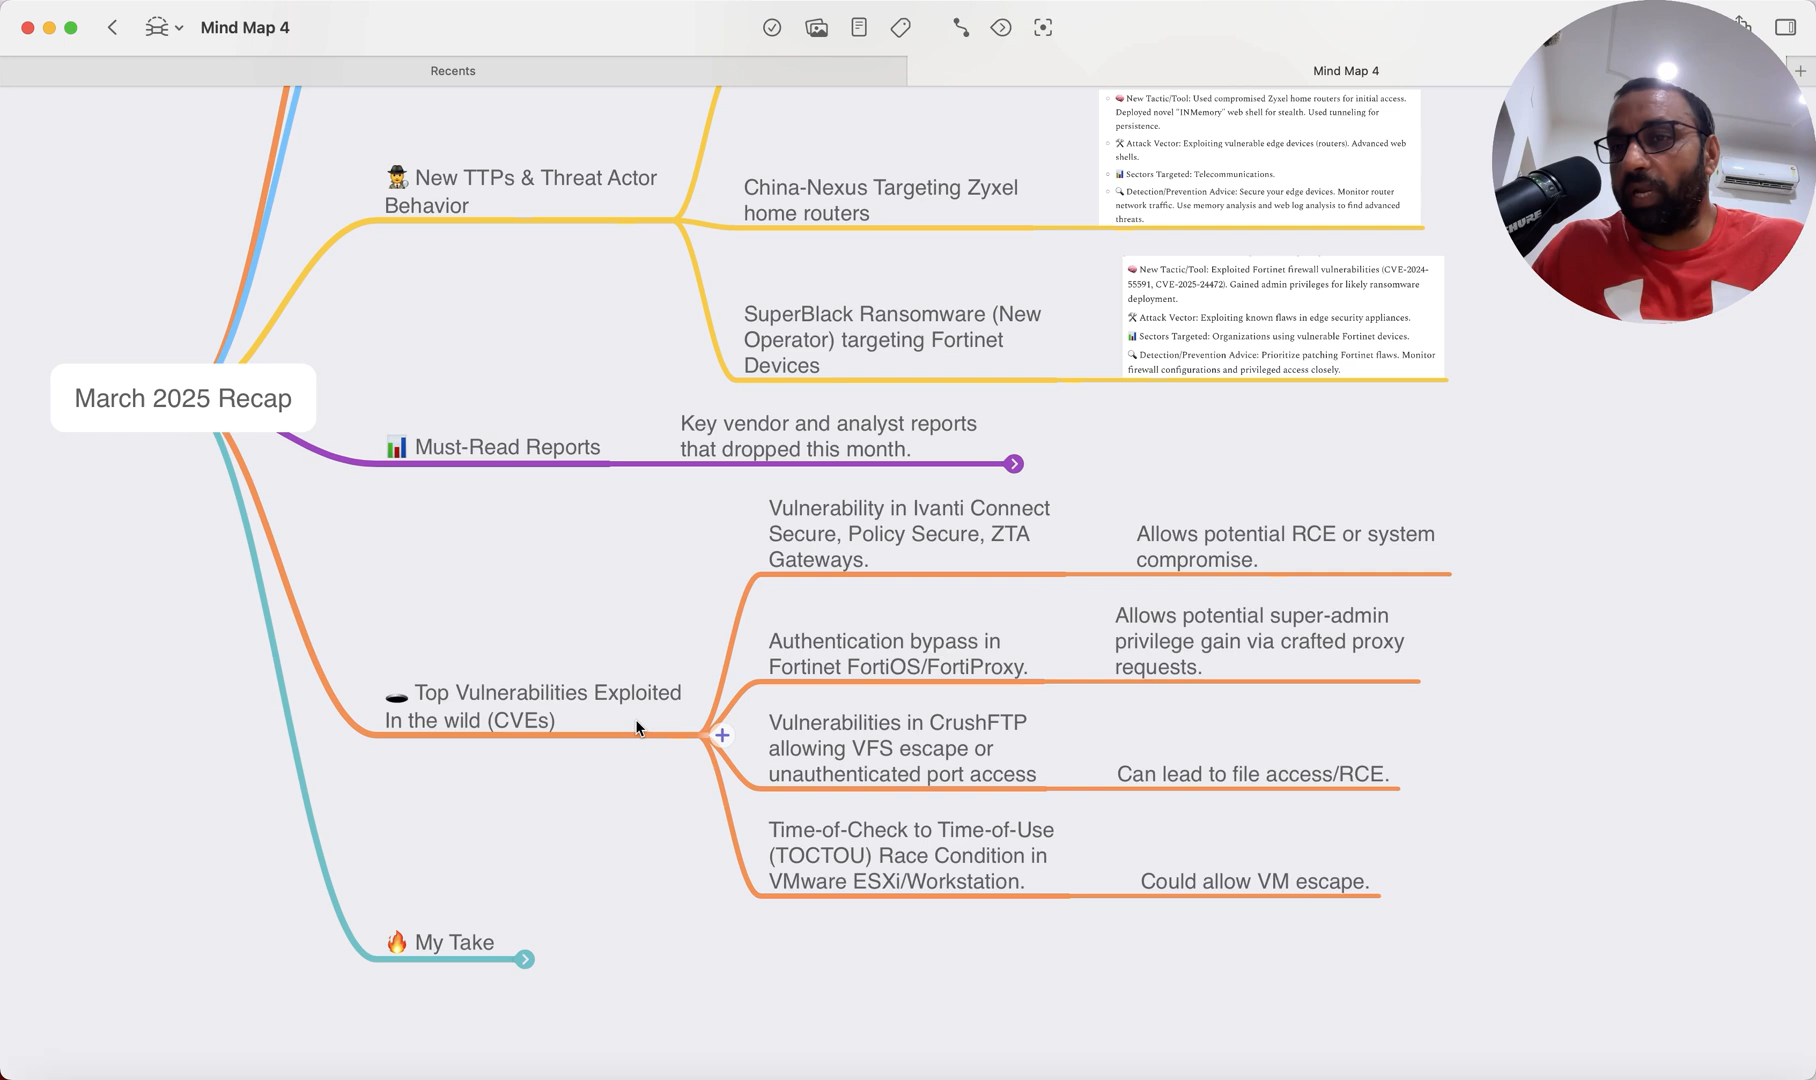 Mind Map 4
Recents
Mind Map 4
New Tactic/Tool: Used compromised Zyxel home routers for initial access.
Deployed novel "INMemory" web shell for stealth. Used tunneling for
persistence.
Attack Vector: Exploiting vulnerable edge devices (routers). Advanced web
shells.
Sectors Targeted: Telecommunications.
Detection/Prevention Advice: Secure your edge devices. Monitor router
network traffic. Use memory analysis and web log analysis to find advanced
threats.
New TTPs & Threat Actor
Behavior
China-Nexus Targeting Zyxel
home routers
New Tactic/Tool: Exploited Fortinet firewall vulnerabilities (CVE-2024-
55591, CVE-2025-24472). Gained admin privileges for likely ransomware
deployment.
Attack Vector: Exploiting known flaws in edge security appliances.
Sectors Targeted: Organizations using vulnerable Fortinet devices.
Detection/Prevention Advice: Prioritize patching Fortinet flaws. Monitor
firewall configurations and privileged access closely.
SuperBlack Ransomware (New
Operator) targeting Fortinet
Devices
March 2025 Recap
Must-Read Reports
Key vendor and analyst reports
that dropped this month.
Vulnerability in Ivanti Connect
Secure, Policy Secure, ZTA
Gateways.
Allows potential RCE or system
compromise.
Authentication bypass in
Fortinet FortiOS/FortiProxy.
Allows potential super-admin
privilege gain via crafted proxy
requests.
Top Vulnerabilities Exploited
In the wild (CVEs)
Vulnerabilities in CrushFTP
allowing VFS escape or
unauthenticated port access
Can lead to file access/RCE.
Time-of-Check to Time-of-Use
(TOCTOU) Race Condition in
VMware ESXi/Workstation.
Could allow VM escape.
My Take
SHURE